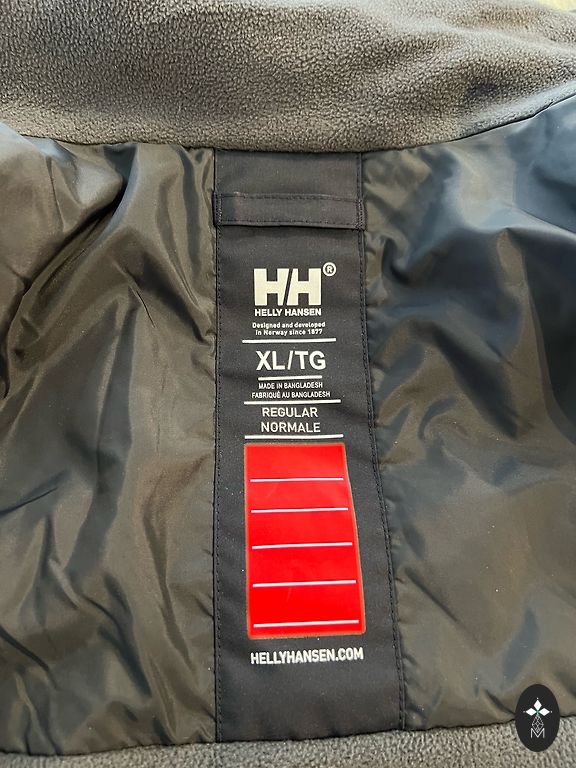 HH®
HELLY HANSEN
Designed and developed
in Norway since 1877
XL/TG
MADE IN BANGLADESH
FABRIQUÉ AU BANGLADESH
REGULAR
NORMALE
HELLYHANSEN.COM
M